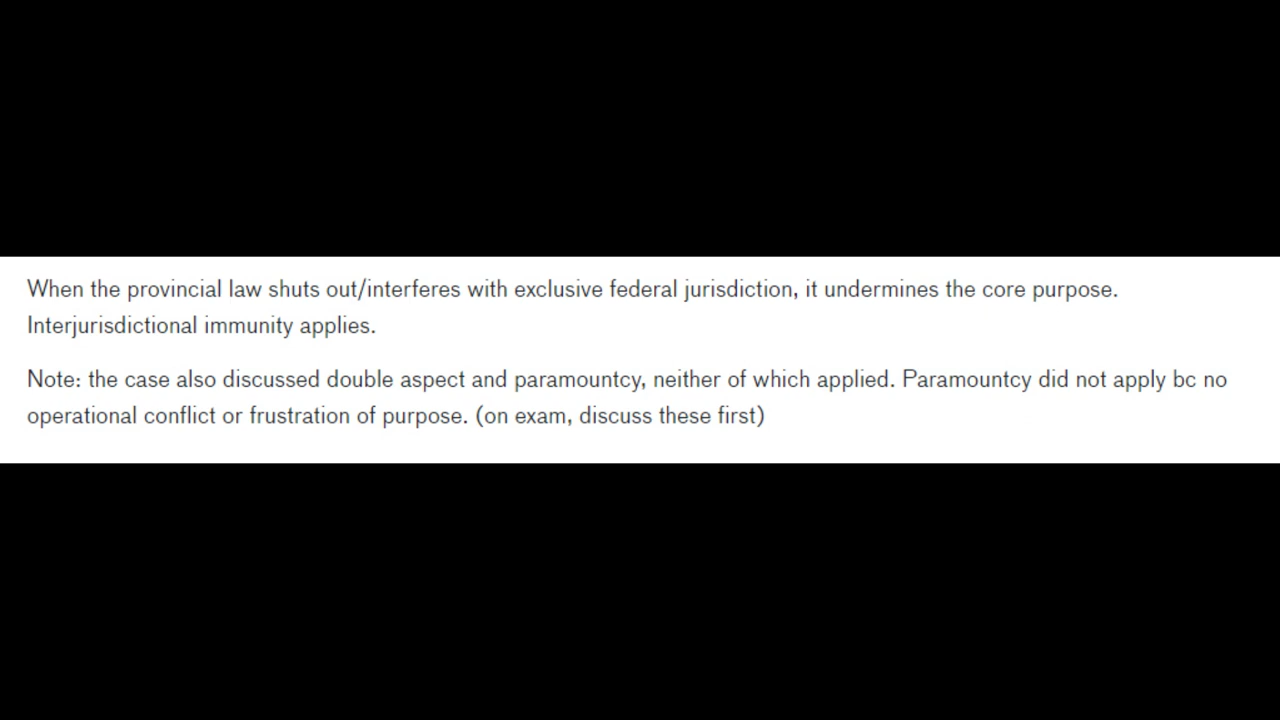 When the provincial law shuts out/interferes with exclusive federal jurisdiction, it undermines the core purpose.
Interjurisdictional immunity applies.
Note: the case also discussed double aspect and paramountcy, neither of which applied. Paramountcy did not apply bc no
operational conflict or frustration of purpose. (on exam, discuss these first)